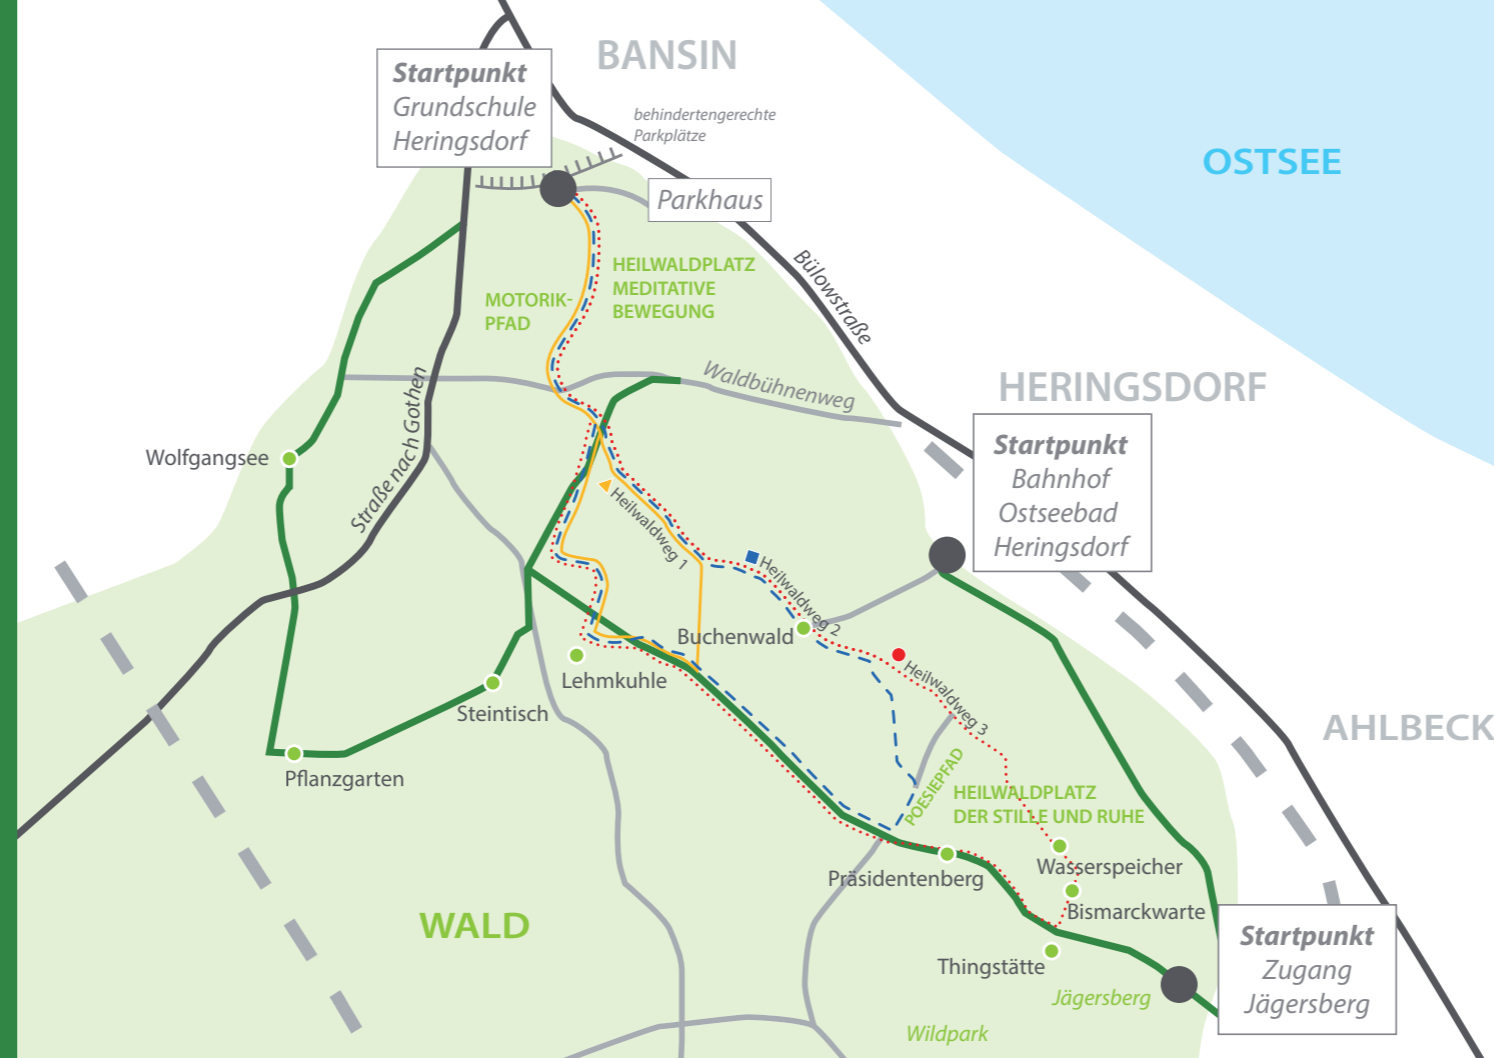 BANSIN
Startpunkt
Grundschule
Heringsdorf
behindertengerechte
Parkplätze
OSTSEE
Parkhaus
HEILWALDPLATZ
MEDITATIVE
BEWEGUNG
MOTORIK-
PFAD
Bülowstraße
Waldbühnenweg
HERINGSDORF
Startpunkt
Bahnhof
Ostseebad
Heringsdorf
Straße nach Gothen
Wolfgangsee
Heilwaldweg 1
Heilwaldweg 2
Buchenwald
Heilwaldweg 3
Lehmkuhle
Steintisch
AHLBECK
Pflanzgarten
POESIEPFAD
HEILWALDPLATZ
DER STILLE UND RUHE
Wasserspeicher
Präsidentenberg
Bismarckwarte
WALD
Thingstätte
Startpunkt
Zugang
Jägersberg
Jägersberg
Wildpark